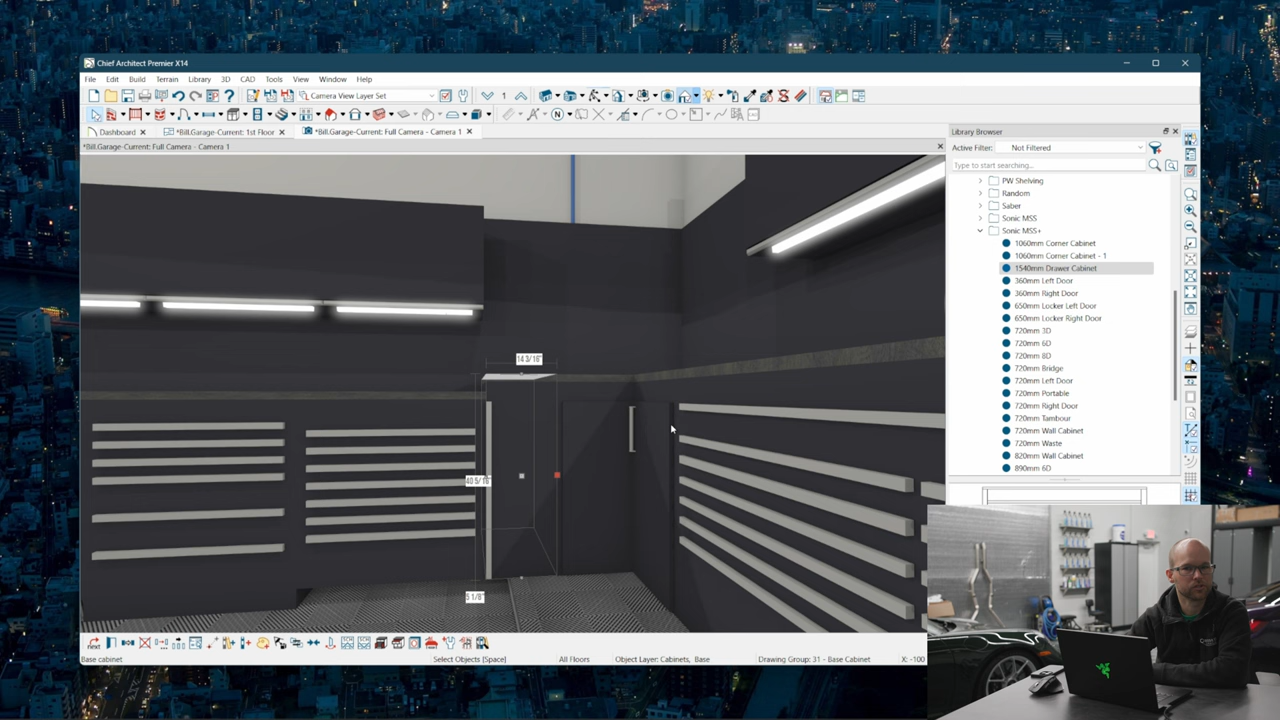 Chief Architect Premier X14
File Edit Build Terrain Library 3D CAD Tools View Window Help
Camera View Layer Set
1
Dashboard
*Bill.Garage-Current: 1st Floor
*Bill.Garage-Current: Full Camera - Camera 1
*Bill.Garage-Current: Full Camera - Camera 1
Library Browser
Active Filter: Not Filtered
Type to start searching...
PW Shelving
Random
Saber
Sonic MSS
Sonic MSS+
1060mm Corner Cabinet
1060mm Corner Cabinet - 1
1540mm Drawer Cabinet
360mm Left Door
360mm Right Door
650mm Locker Left Door
650mm Locker Right Door
720mm 3D
720mm 6D
720mm 8D
720mm Bridge
720mm Left Door
720mm Portable
720mm Right Door
720mm Tambour
720mm Wall Cabinet
720mm Waste
820mm Wall Cabinet
890mm 6D
14 3/16"
40 5/16"
5 1/8"
next
Base cabinet
Select Objects [Space]
All Floors
Object Layer: Cabinets, Base
Drawing Group: 31 - Base Cabinet
X: -100